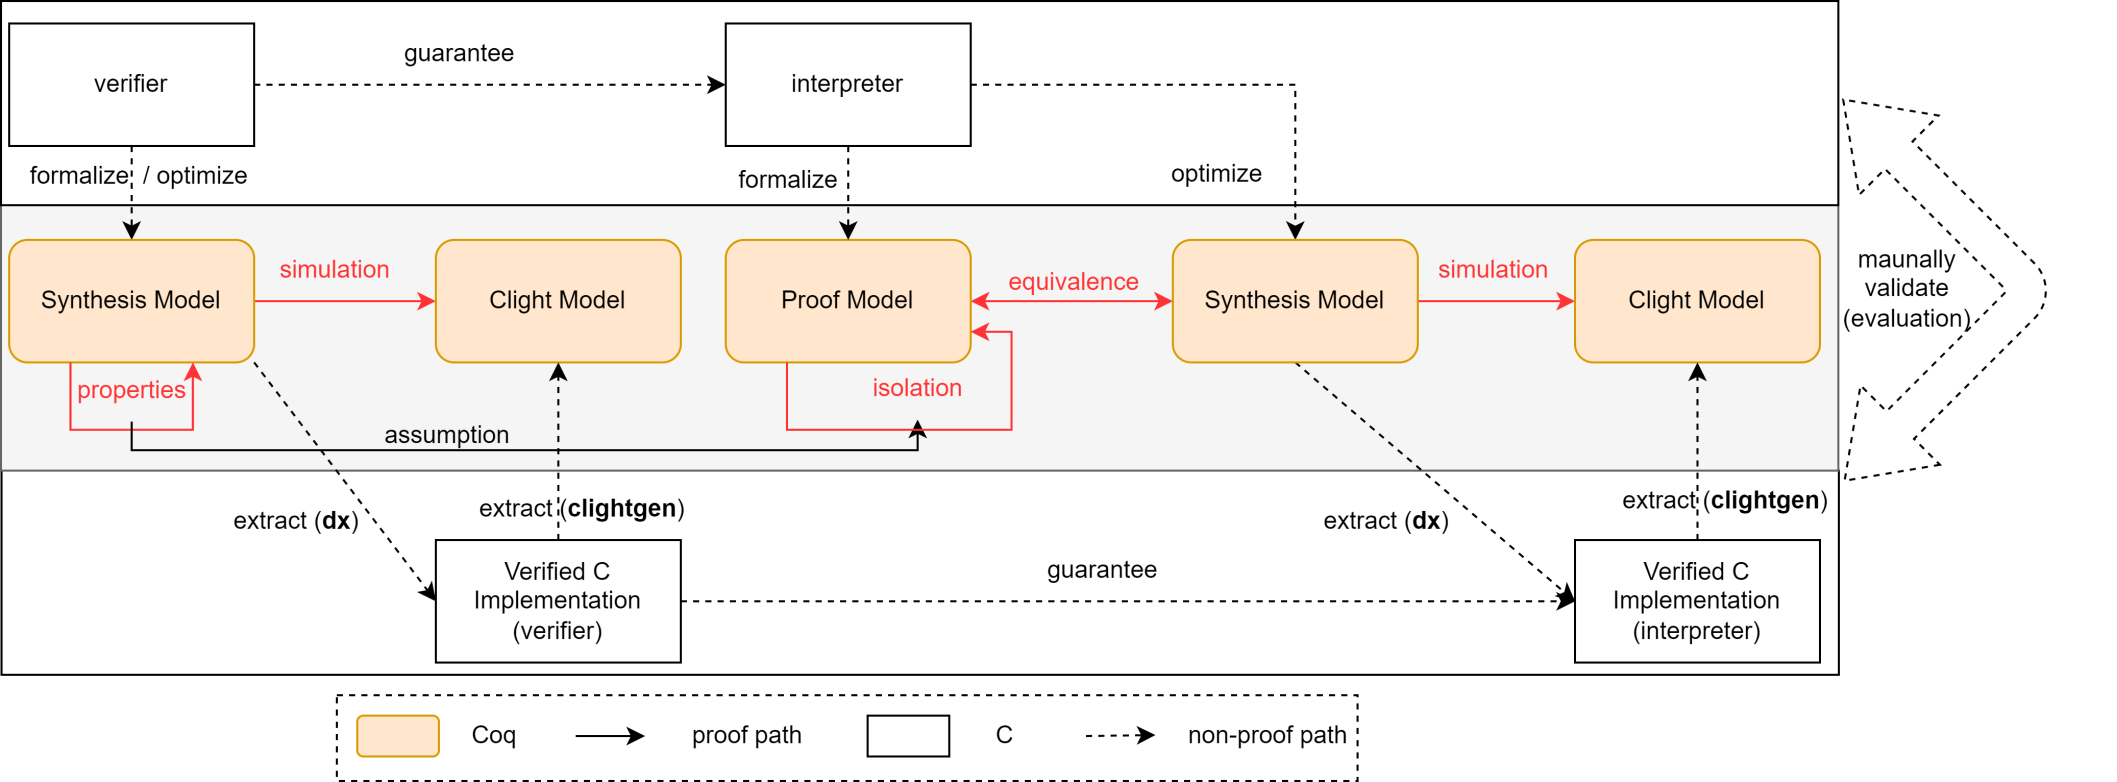 guarantee
verifier
interpreter
formalize / optimize
formalize
optimize
simulation
equivalence
simulation
Synthesis Model
Clight Model
Proof Model
Synthesis Model
Clight Model
maunally
validate
(evaluation)
properties
isolation
assumption
extract (clightgen)
extract (clightgen)
extract (dx)
extract (dx)
guarantee
Verified C
Implementation
(verifier)
Verified C
Implementation
(interpreter)
Coq
proof path
C
non-proof path